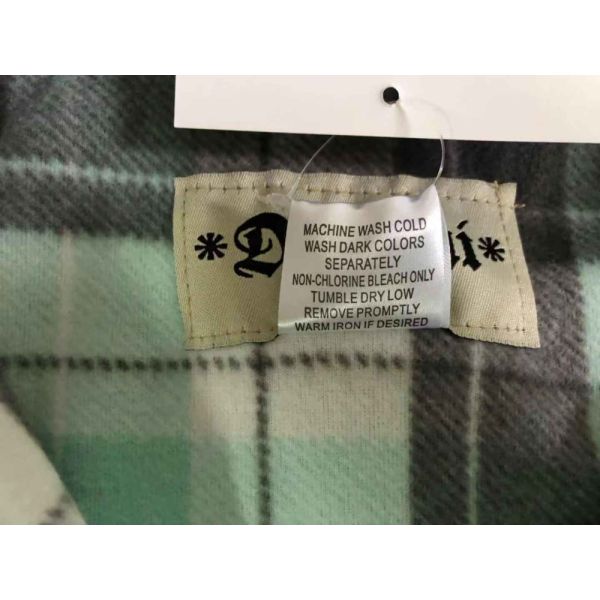 MACHINE WASH COLD
WASH DARK COLORS
SEPARATELY
NON-CHLORINE BLEACH ONLY
TUMBLE DRY LOW
REMOVE PROMPTLY
WARM IRON IF DESIRED